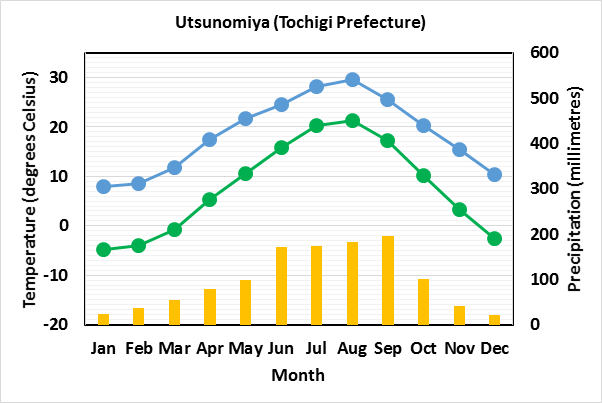 Utsunomiya (Tochigi Prefecture)
Temperature (degrees Celsius)
30
20
10
0
-10
-20
600
500
400
300
200
100
0
Precipitation (millimetres)
Jan Feb Mar Apr May Jun Jul Aug Sep Oct Nov Dec
Month